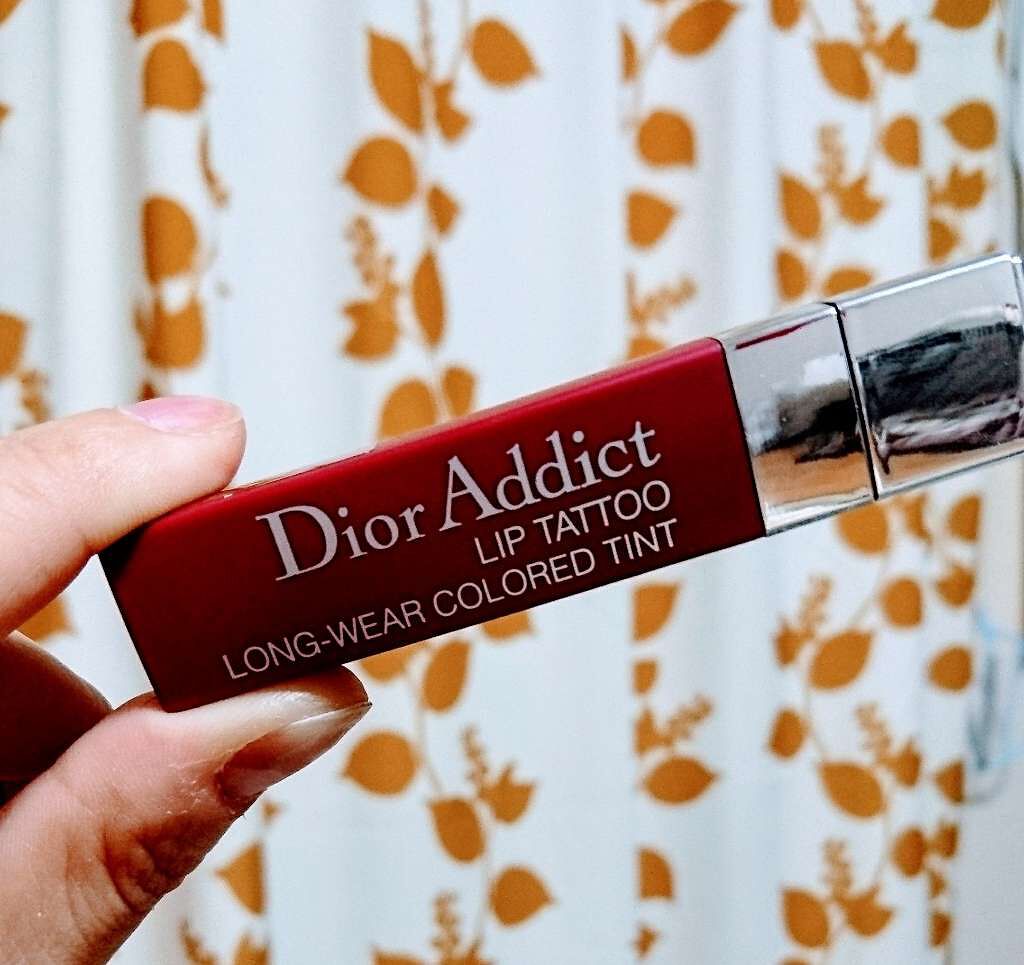 Dior Addict
LIP TATTOO
LONG-WEAR COLORED TINT